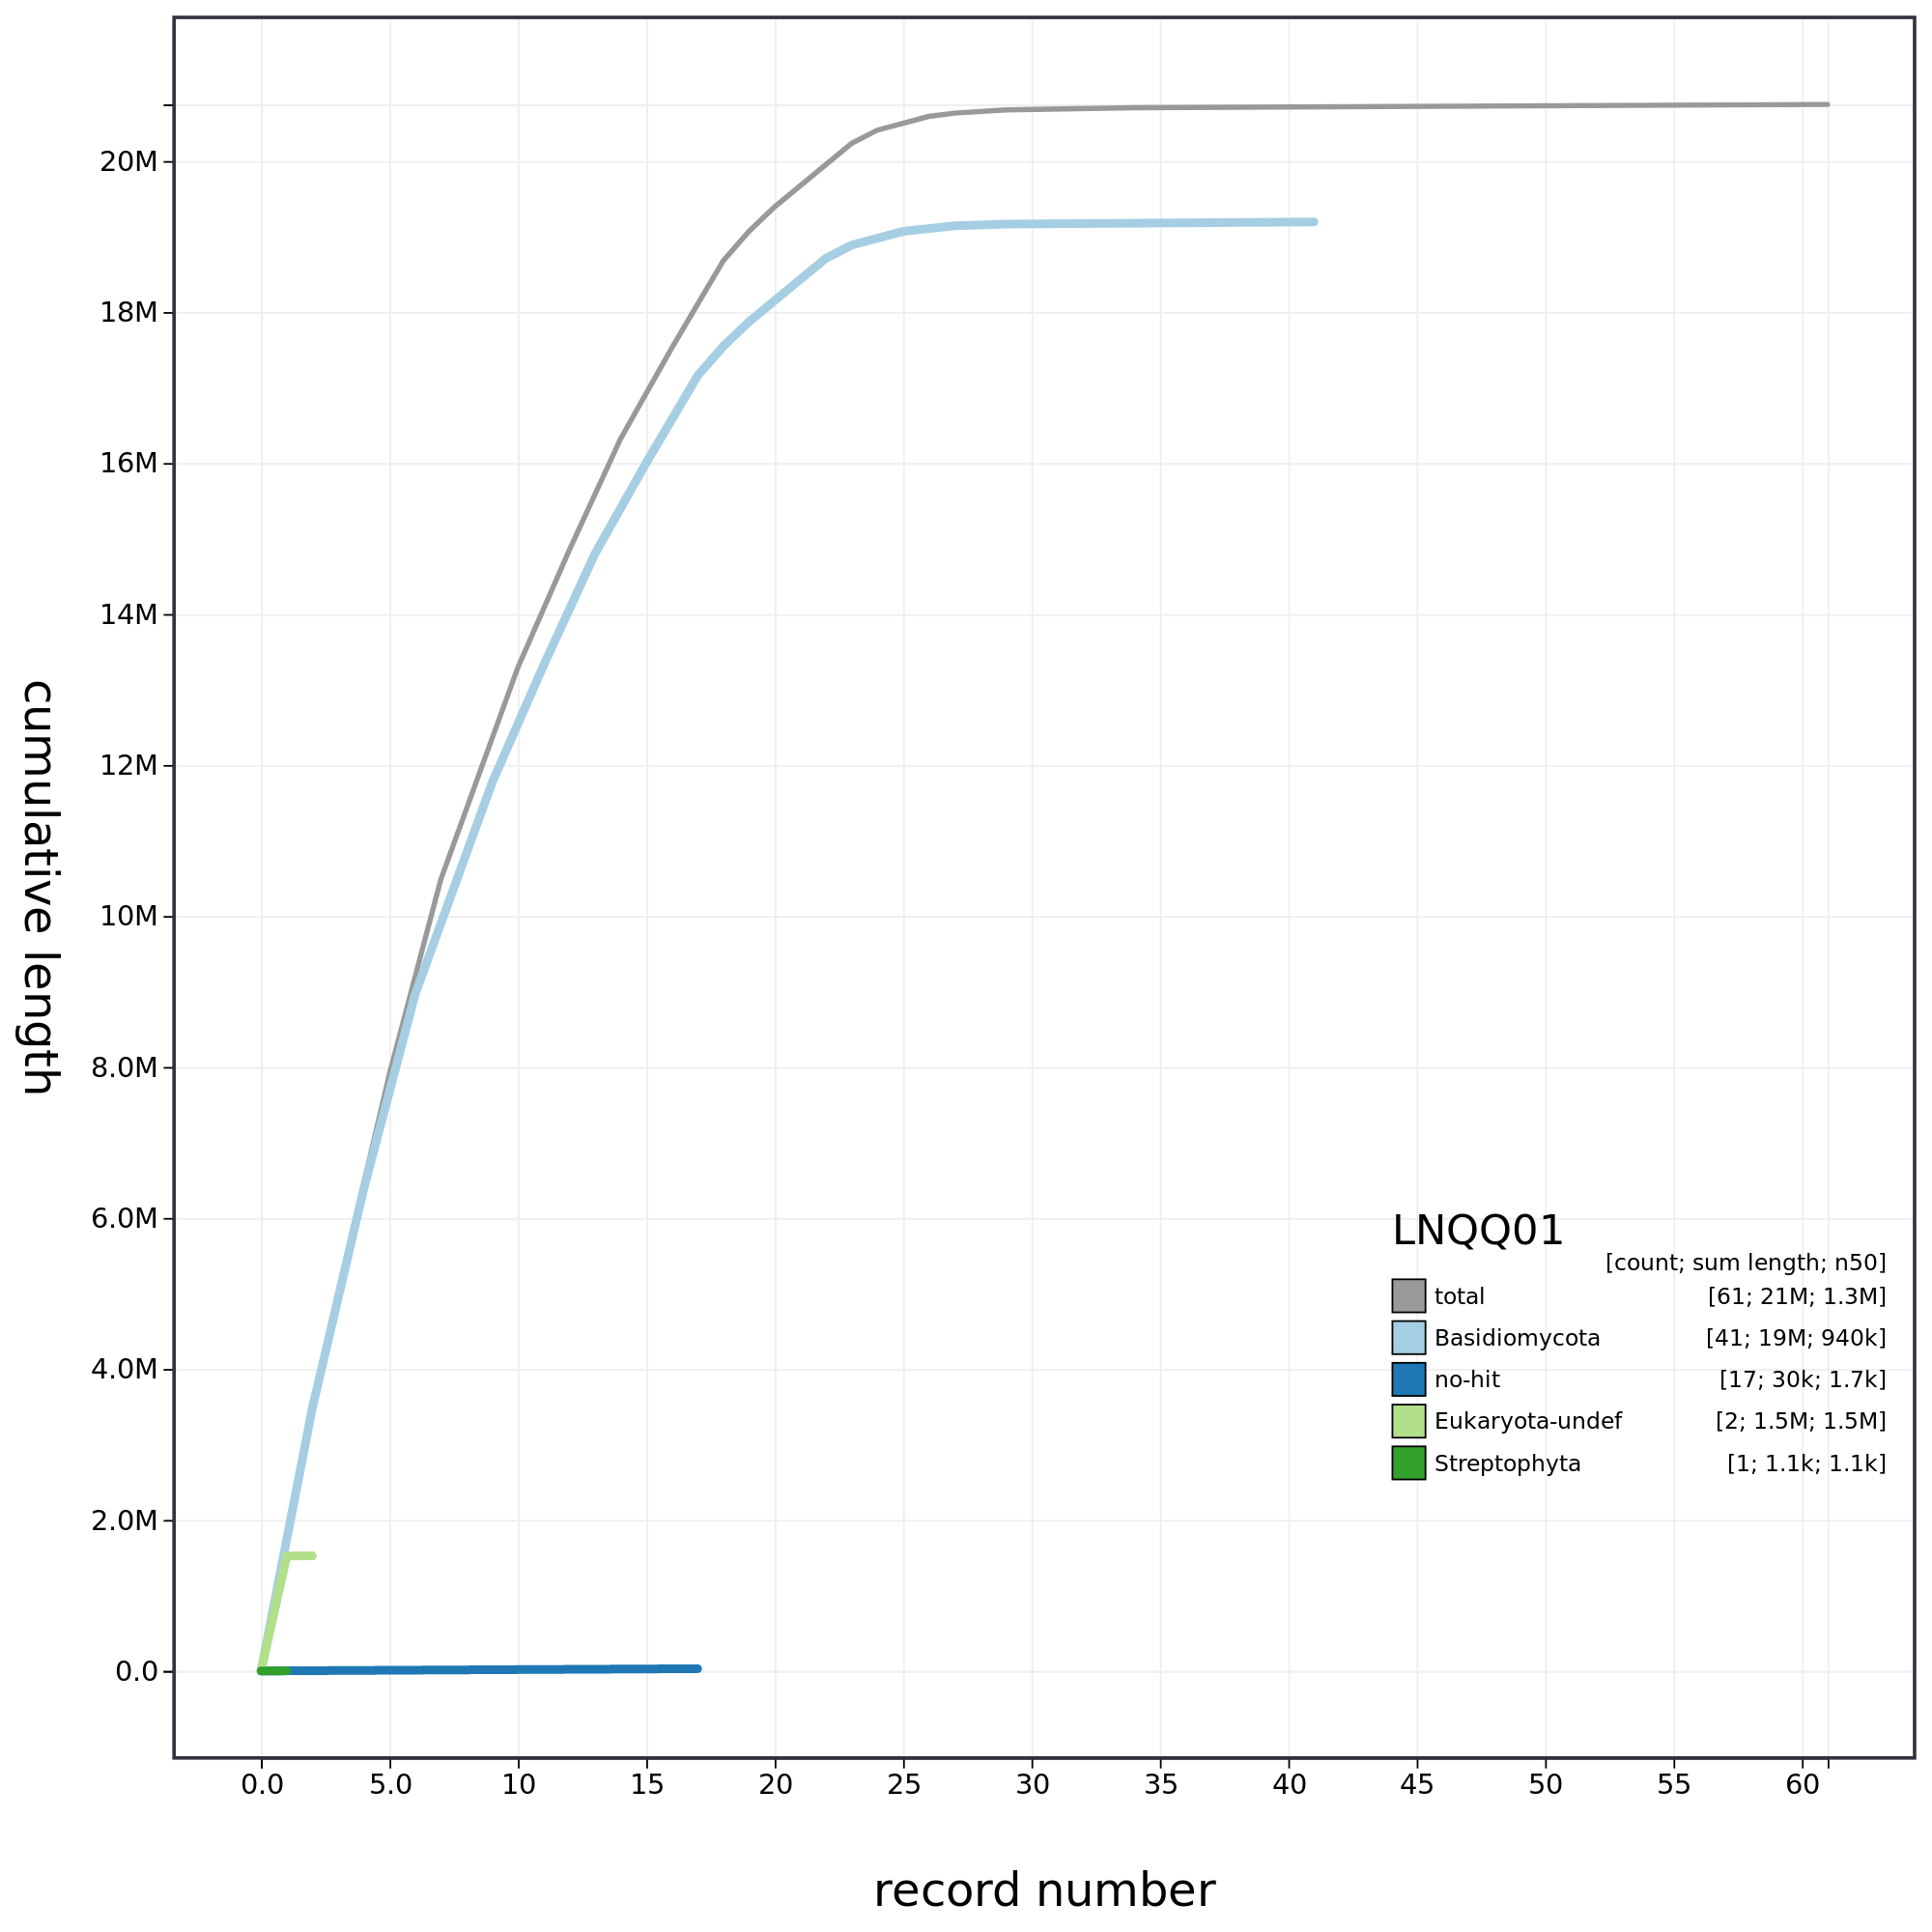 cumulative length
20M
18M
16M
14M
12M
10M
8.0M
6.0M
4.0M
2.0M
0.0
LNQQ01
[count; sum length; n50]
total [61; 21M; 1.3M]
Basidiomycota [41; 19M; 940k]
no-hit [17; 30k; 1.7k]
Eukaryota-undef [2; 1.5M; 1.5M]
Streptophyta [1; 1.1k; 1.1k]
0.0 5.0 10 15 20 25 30 35 40 45 50 55 60
record number